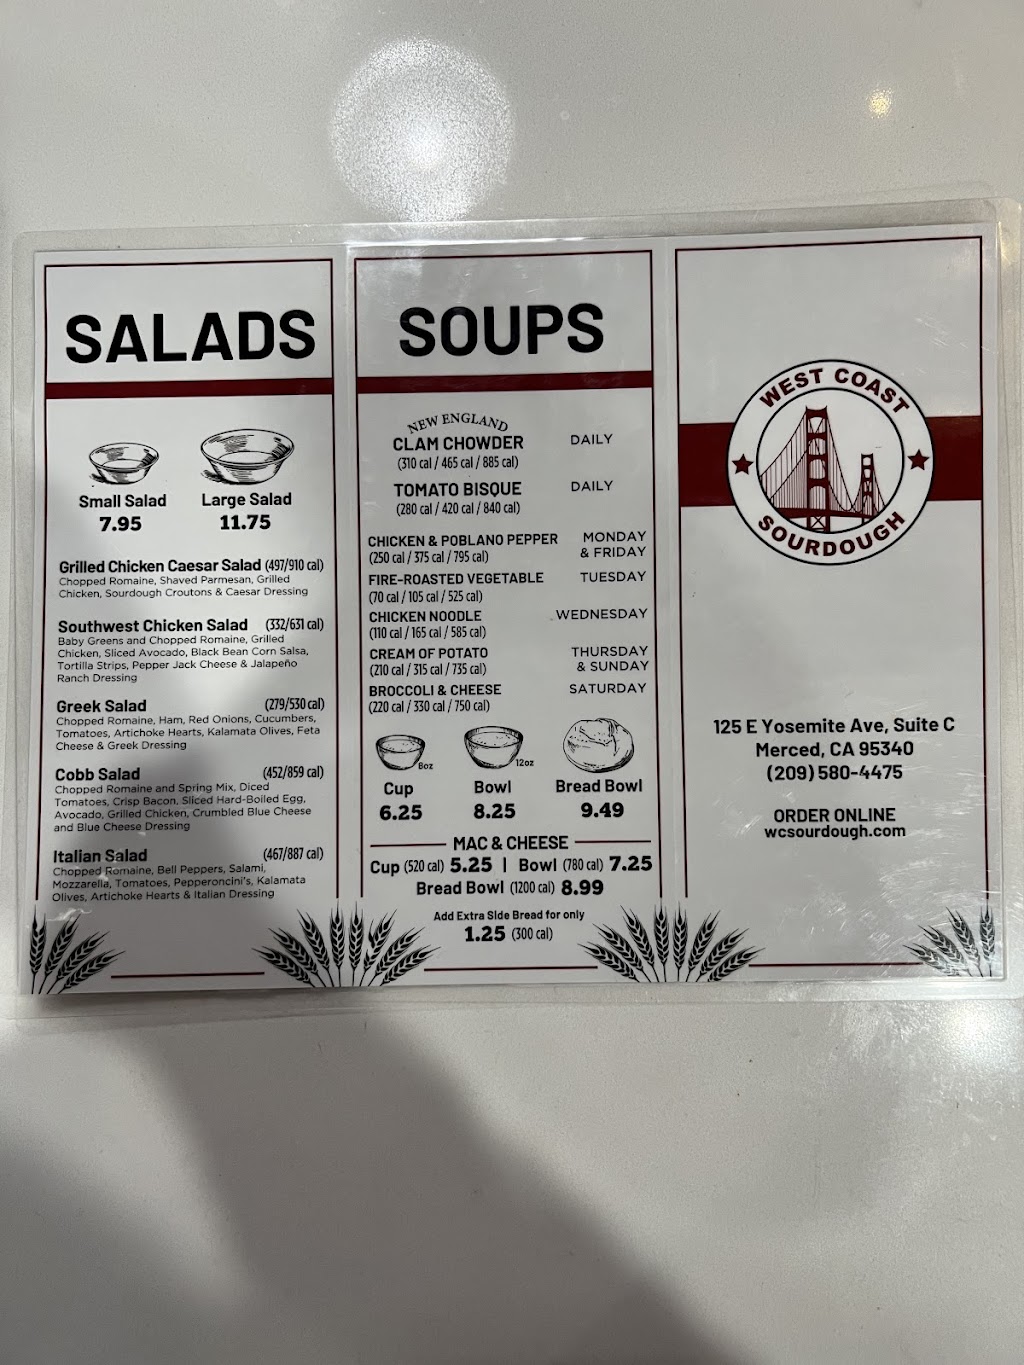 SALADS
Small Salad
7.95
Large Salad
11.75
Grilled Chicken Caesar Salad (497/910 cal)
Chopped Romaine, Shaved Parmesan, Grilled
Chicken, Sourdough Croutons & Caesar Dressing
Southwest Chicken Salad (332/631 cal)
Baby Greens and Chopped Romaine, Grilled
Chicken, Sliced Avocado, Black Bean Corn Salsa,
Tortilla Strips, Pepper Jack Cheese & Jalapeño
Ranch Dressing
Greek Salad (279/530 cal)
Chopped Romaine, Ham, Red Onions, Cucumbers,
Tomatoes, Artichoke Hearts, Kalamata Olives, Feta
Cheese & Greek Dressing
Cobb Salad (452/859 cal)
Chopped Romaine and Spring Mix, Diced
Tomatoes, Crisp Bacon, Sliced Hard-Boiled Egg,
Avocado, Grilled Chicken, Crumbled Blue Cheese
and Blue Cheese Dressing
Italian Salad (467/887 cal)
Chopped Romaine, Bell Peppers, Salami,
Mozzarella, Tomatoes, Pepperoncini's, Kalamata
Olives, Artichoke Hearts & Italian Dressing
SOUPS
NEW ENGLAND
CLAM CHOWDER DAILY
(310 cal / 465 cal / 885 cal)
TOMATO BISQUE DAILY
(280 cal / 420 cal / 840 cal)
CHICKEN & POBLANO PEPPER MONDAY
(250 cal / 375 cal / 795 cal) & FRIDAY
FIRE-ROASTED VEGETABLE TUESDAY
(70 cal / 105 cal / 525 cal)
CHICKEN NOODLE WEDNESDAY
(110 cal / 165 cal / 585 cal)
CREAM OF POTATO THURSDAY
(210 cal / 315 cal / 735 cal) & SUNDAY
BROCCOLI & CHEESE SATURDAY
(220 cal / 330 cal / 750 cal)
8oz 12oz
Cup Bowl Bread Bowl
6.25 8.25 9.49
MAC & CHEESE
Cup (520 cal) 5.25 | Bowl (780 cal) 7.25
Bread Bowl (1200 cal) 8.99
Add Extra Side Bread for only
1.25 (300 cal)
WEST COAST
SOURDOUGH
125 E Yosemite Ave, Suite C
Merced, CA 95340
(209) 580-4475
ORDER ONLINE
wcsourdough.com